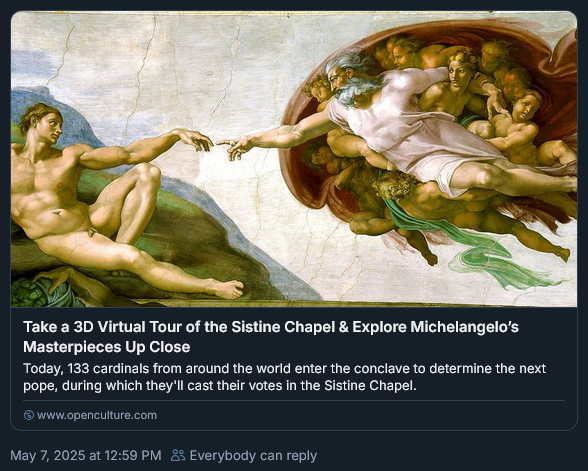 Take a 3D Virtual Tour of the Sistine Chapel & Explore Michelangelo’s
Masterpieces Up Close
Today, 133 cardinals from around the world enter the conclave to determine the next
pope, during which they'll cast their votes in the Sistine Chapel.
www.openculture.com
May 7, 2025 at 12:59 PM Everybody can reply